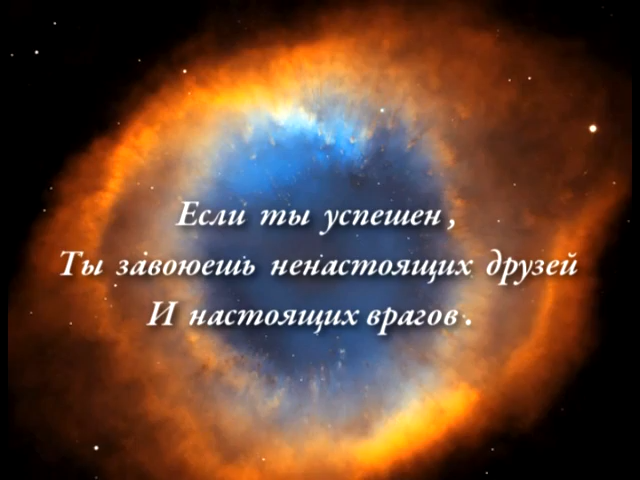 Если ты успешен ,
Ты завоюешь ненастоящих друзей
И настоящих врагов .